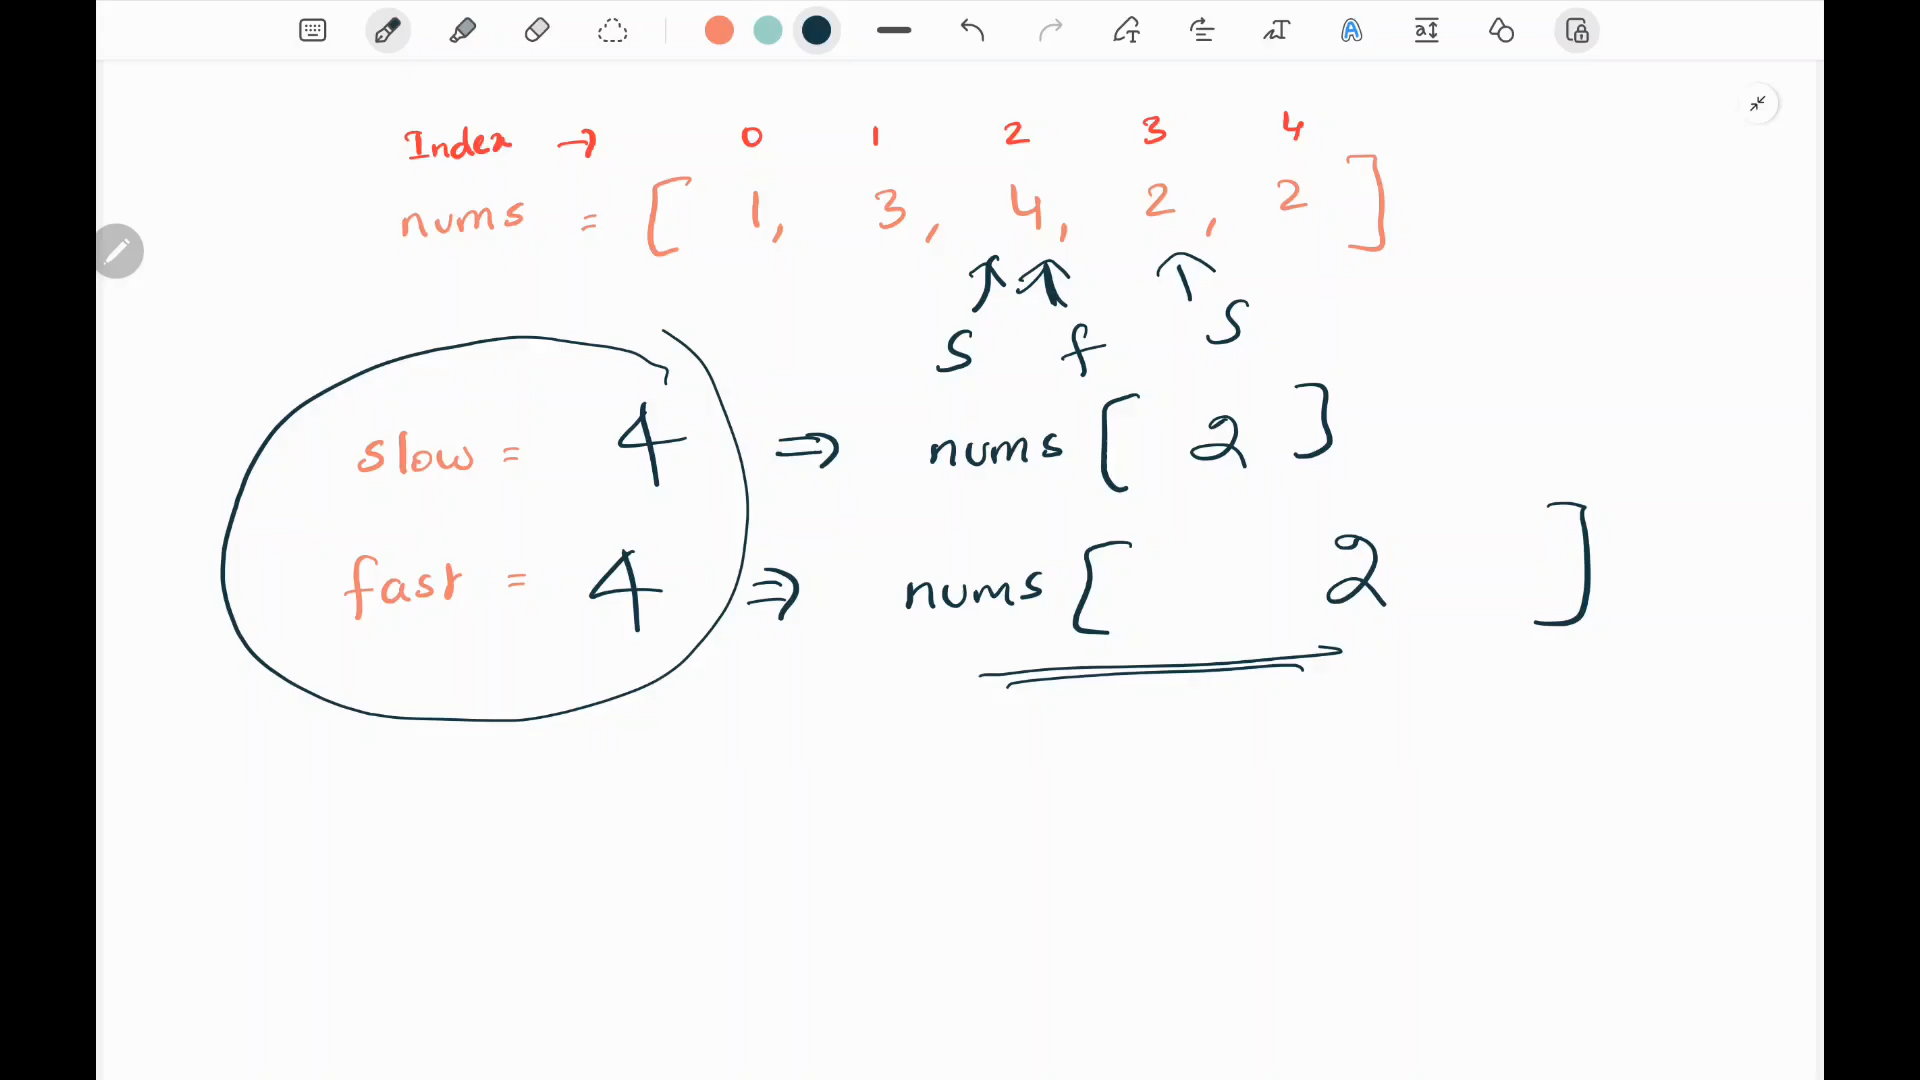 Index → 0 1 2 3 4
nums = [ 1, 3, 4, 2, 2 ]
s f s
slow = 4 ⇒ nums [ 2 ]
fast = 4 ⇒ nums [ 2 ]